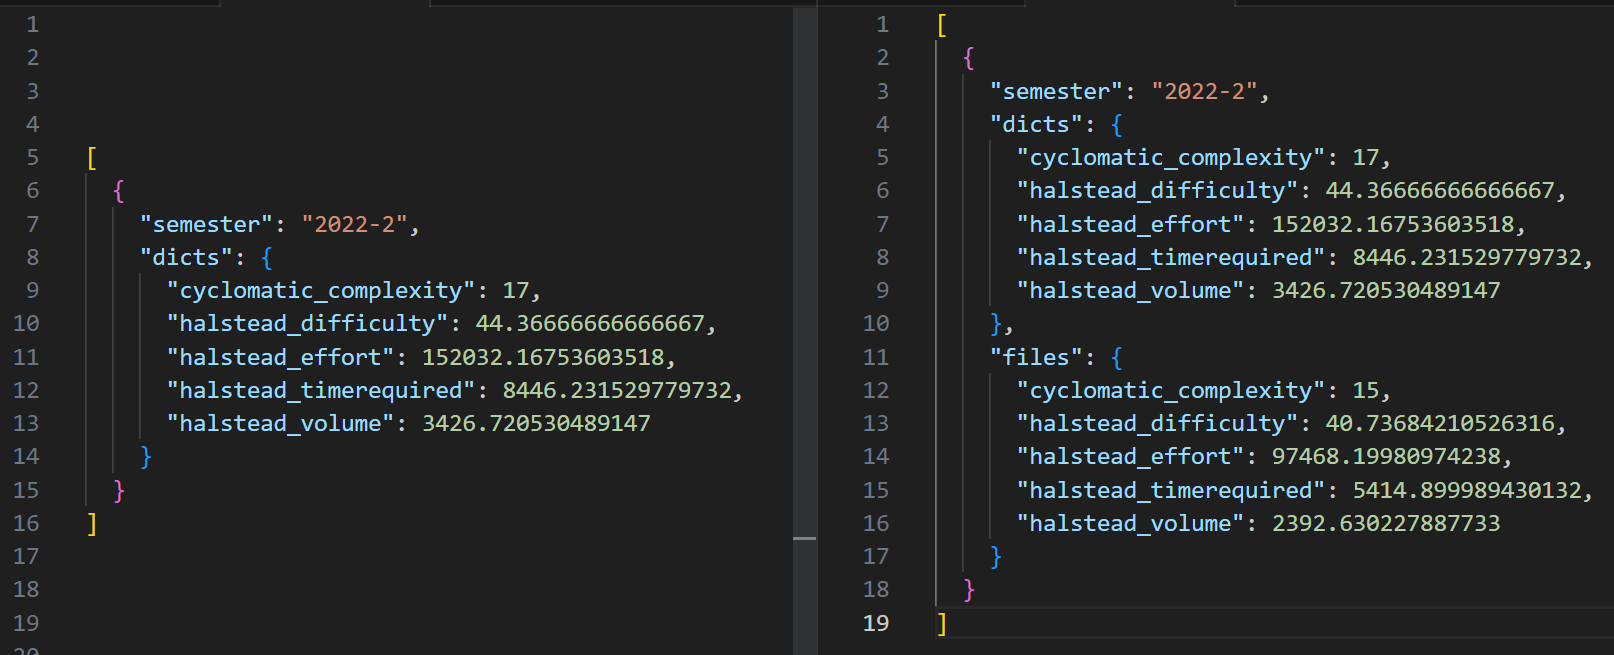 1
2
3
4
5 [
6 {
7 "semester": "2022-2",
8 "dicts": {
9 "cyclomatic_complexity": 17,
10 "halstead_difficulty": 44.36666666666667,
11 "halstead_effort": 152032.16753603518,
12 "halstead_timerequired": 8446.231529779732,
13 "halstead_volume": 3426.720530489147
14 }
15 }
16 ]
17
18
19
20
1 [
2 {
3 "semester": "2022-2",
4 "dicts": {
5 "cyclomatic_complexity": 17,
6 "halstead_difficulty": 44.36666666666667,
7 "halstead_effort": 152032.16753603518,
8 "halstead_timerequired": 8446.231529779732,
9 "halstead_volume": 3426.720530489147
10 },
11 "files": {
12 "cyclomatic_complexity": 15,
13 "halstead_difficulty": 40.73684210526316,
14 "halstead_effort": 97468.19980974238,
15 "halstead_timerequired": 5414.899989430132,
16 "halstead_volume": 2392.630227887733
17 }
18 }
19 ]